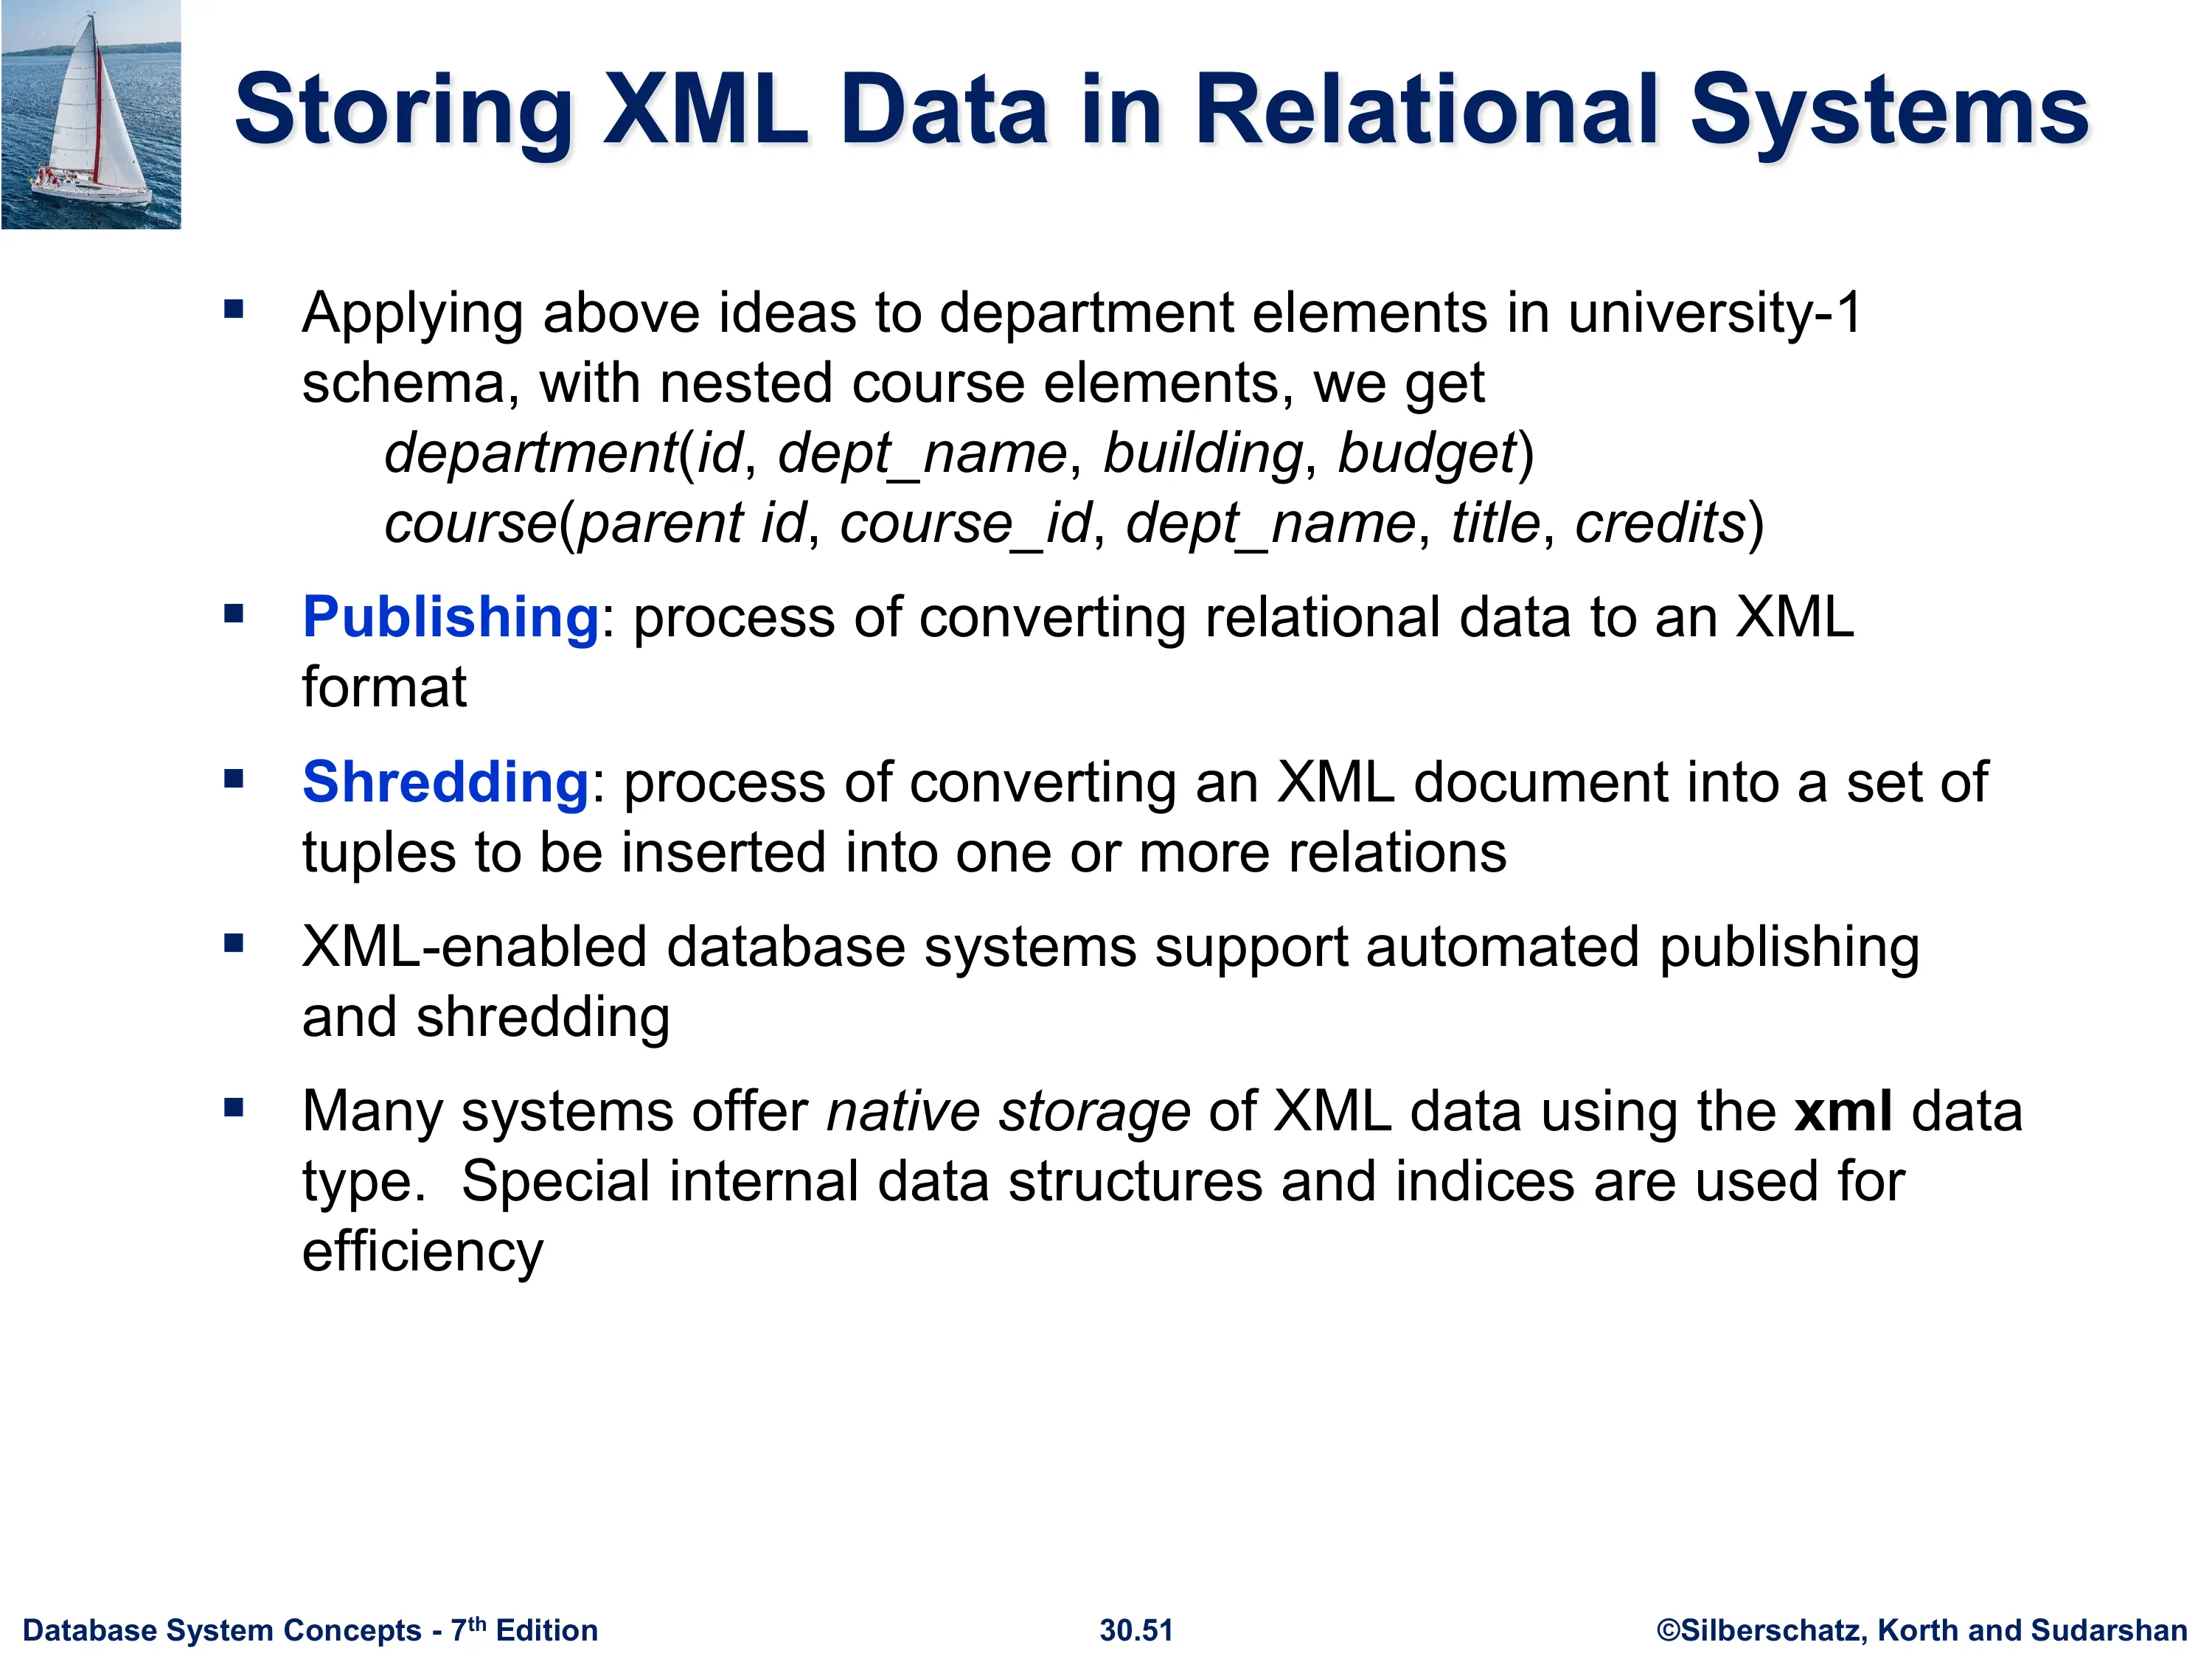 Storing XML Data in Relational Systems
▪ Applying above ideas to department elements in university-1
schema, with nested course elements, we get
department(id, dept_name, building, budget)
course(parent id, course_id, dept_name, title, credits)
▪ Publishing: process of converting relational data to an XML
format
▪ Shredding: process of converting an XML document into a set of
tuples to be inserted into one or more relations
▪ XML-enabled database systems support automated publishing
and shredding
▪ Many systems offer native storage of XML data using the xml data
type.  Special internal data structures and indices are used for
efficiency
Database System Concepts - 7th Edition
30.51
©Silberschatz, Korth and Sudarshan